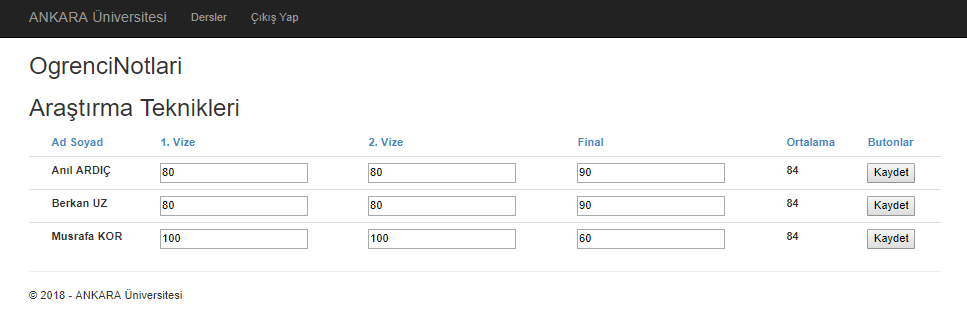 ANKARA Üniversitesi Dersler Çıkış Yap
OgrenciNotlari
Araştırma Teknikleri
Ad Soyad 1. Vize 2. Vize Final Ortalama Butonlar
Anıl ARDIÇ 80 80 90 84 Kaydet
Berkan UZ 80 80 90 84 Kaydet
Musrafa KOR 100 100 60 84 Kaydet
© 2018 - ANKARA Üniversitesi